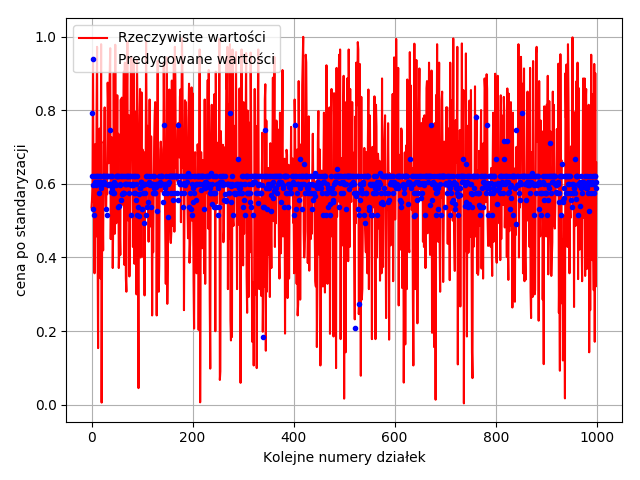 Rzeczywiste wartości
Predygowane wartości
cena po standaryzacji
1.0
0.8
0.6
0.4
0.2
0.0
0 200 400 600 800 1000
Kolejne numery działek